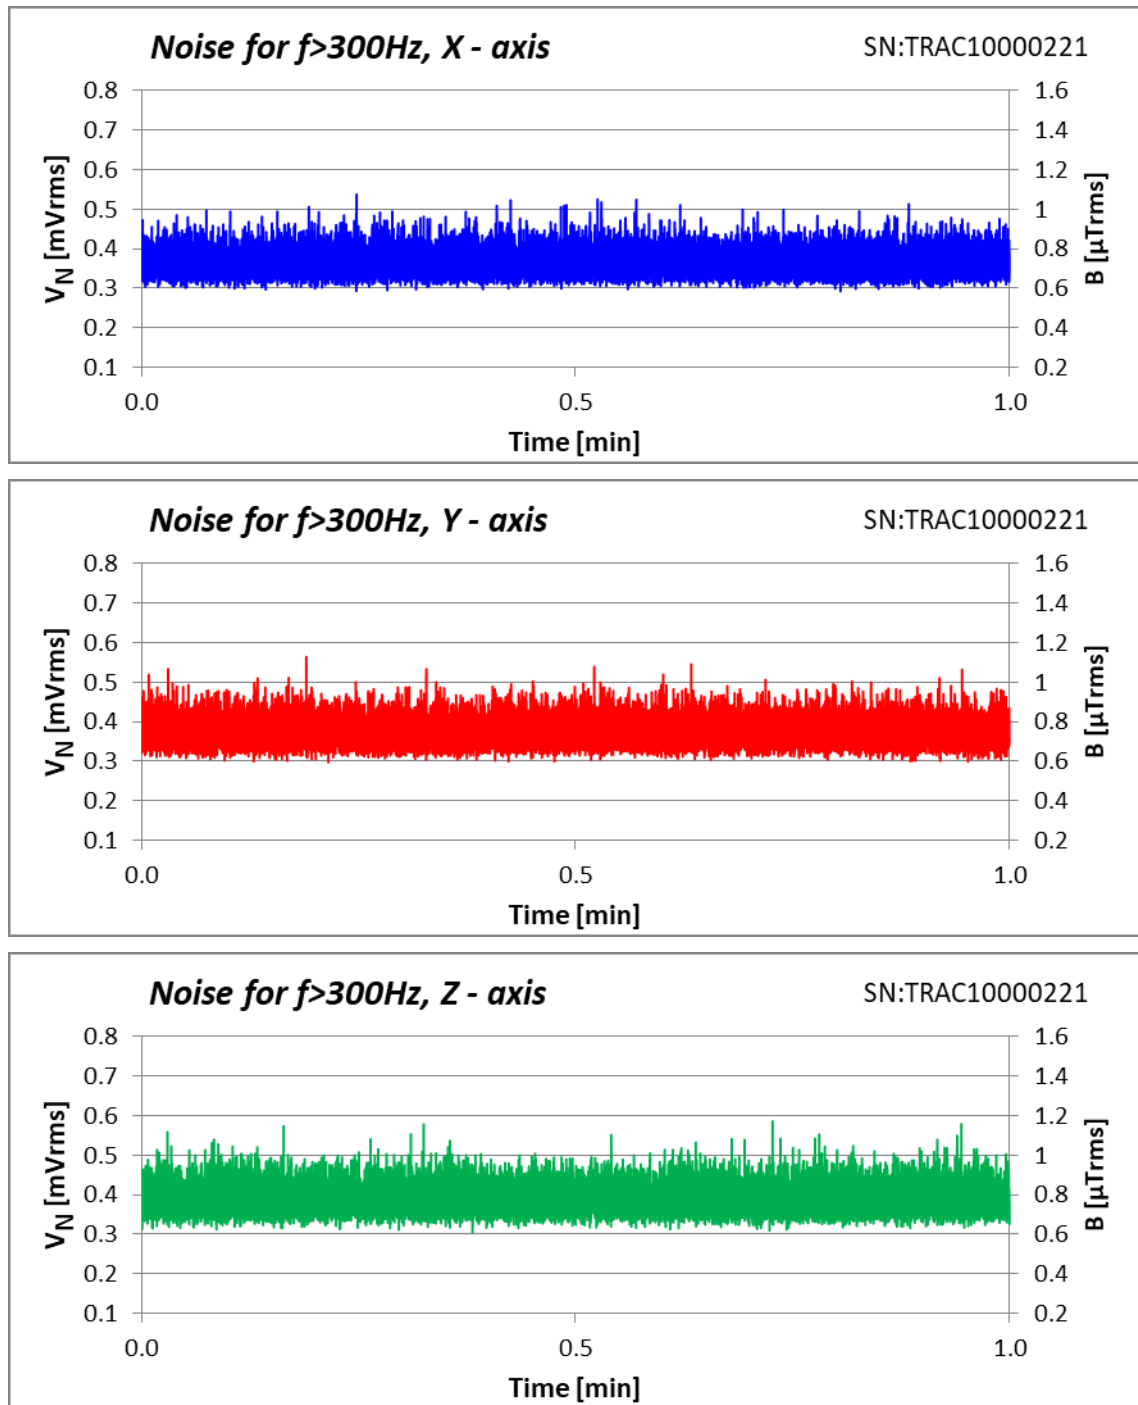 Noise for f>300Hz, X - axis SN:TRAC10000221
0.8 1.6
0.7 1.4
0.6 1.2
0.5 1
0.4 0.8
0.3 0.6
0.2 0.4
0.1 0.2
VN [mVrms]
B [µTrms]
0.0 0.5 1.0
Time [min]
Noise for f>300Hz, Y - axis SN:TRAC10000221
0.8 1.6
0.7 1.4
0.6 1.2
0.5 1
0.4 0.8
0.3 0.6
0.2 0.4
0.1 0.2
VN [mVrms]
B [µTrms]
0.0 0.5 1.0
Time [min]
Noise for f>300Hz, Z - axis SN:TRAC10000221
0.8 1.6
0.7 1.4
0.6 1.2
0.5 1
0.4 0.8
0.3 0.6
0.2 0.4
0.1 0.2
VN [mVrms]
B [µTrms]
0.0 0.5 1.0
Time [min]